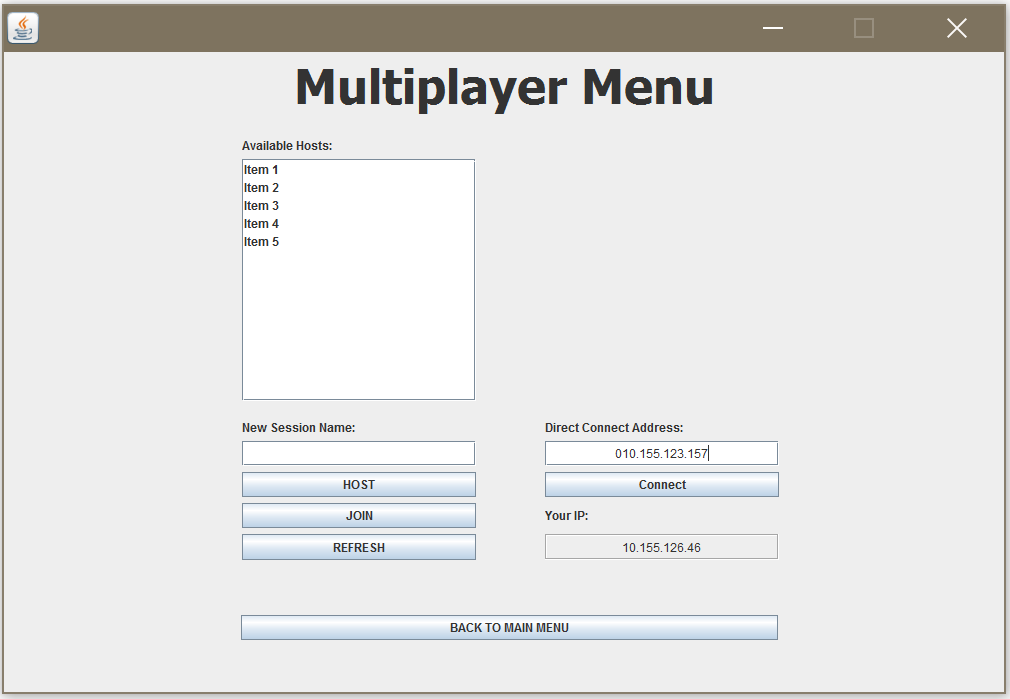 Multiplayer Menu
Available Hosts:
Item 1
Item 2
Item 3
Item 4
Item 5
New Session Name:
HOST
JOIN
REFRESH
Direct Connect Address:
010.155.123.157
Connect
Your IP:
10.155.126.46
BACK TO MAIN MENU